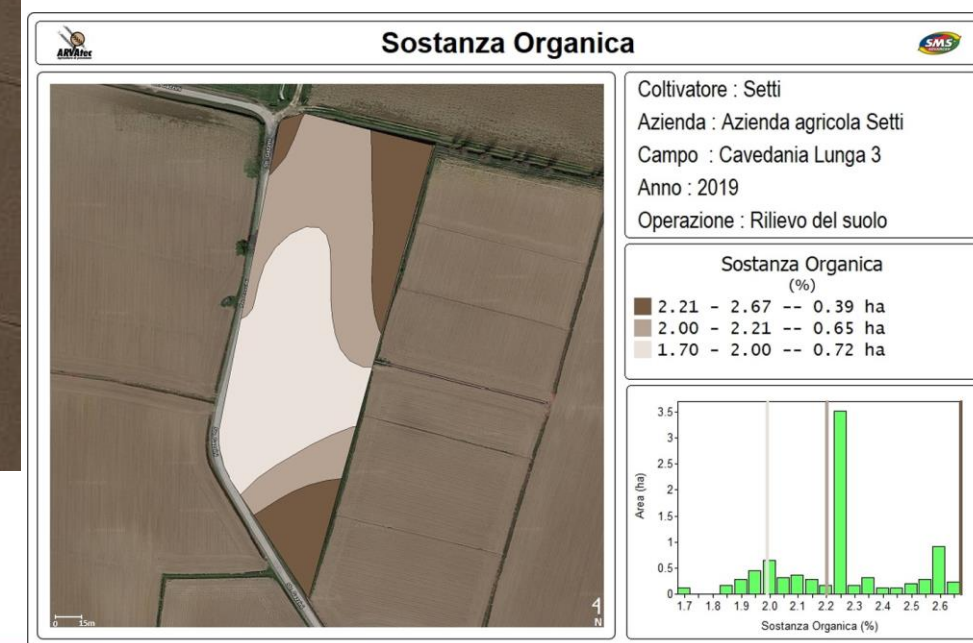 ARVAtec
Sostanza Organica
SMS
ADVANCED
Coltivatore : Setti
Azienda : Azienda agricola Setti
Campo : Cavedania Lunga 3
Anno : 2019
Operazione : Rilievo del suolo
Sostanza Organica
(%)
2.21 - 2.67 -- 0.39 ha
2.00 - 2.21 -- 0.65 ha
1.70 - 2.00 -- 0.72 ha
0 15m
N
Area (ha)
3.5
3
2.5
2
1.5
1
0.5
0
1.7 1.8 1.9 2.0 2.1 2.2 2.3 2.4 2.5 2.6
Sostanza Organica (%)